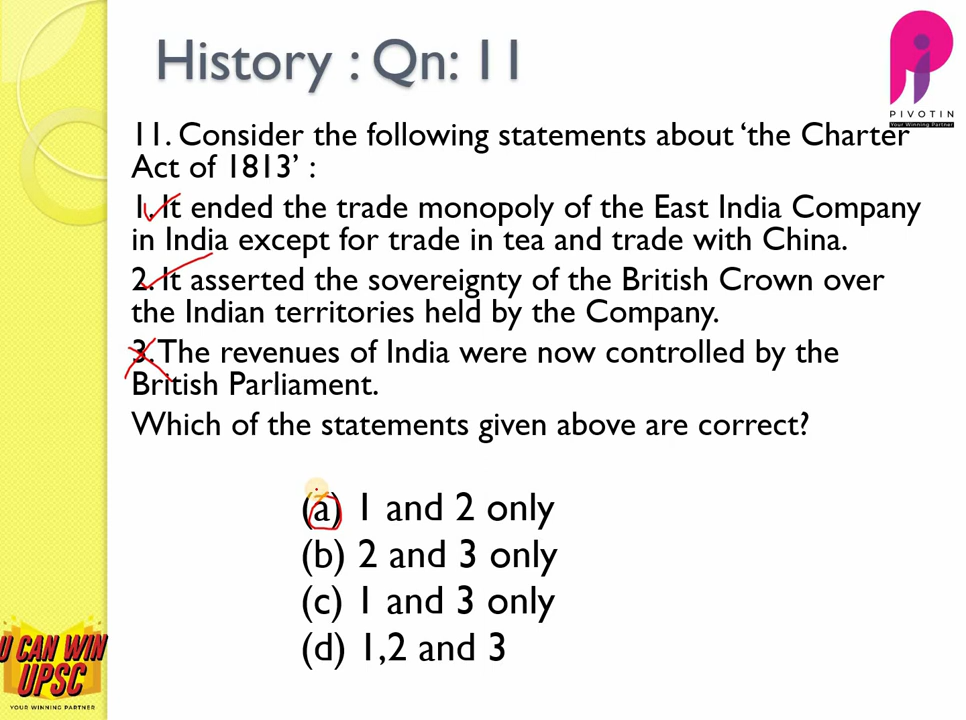 History : Qn: 11
PIVOTIN
Your Winning Partner
11. Consider the following statements about ‘the Charter
Act of 1813’ :
1. It ended the trade monopoly of the East India Company
in India except for trade in tea and trade with China.
2. It asserted the sovereignty of the British Crown over
the Indian territories held by the Company.
3. The revenues of India were now controlled by the
British Parliament.
Which of the statements given above are correct?
(a) 1 and 2 only
(b) 2 and 3 only
(c) 1 and 3 only
(d) 1,2 and 3
U CAN WIN
UPSC
YOUR WINNING PARTNER